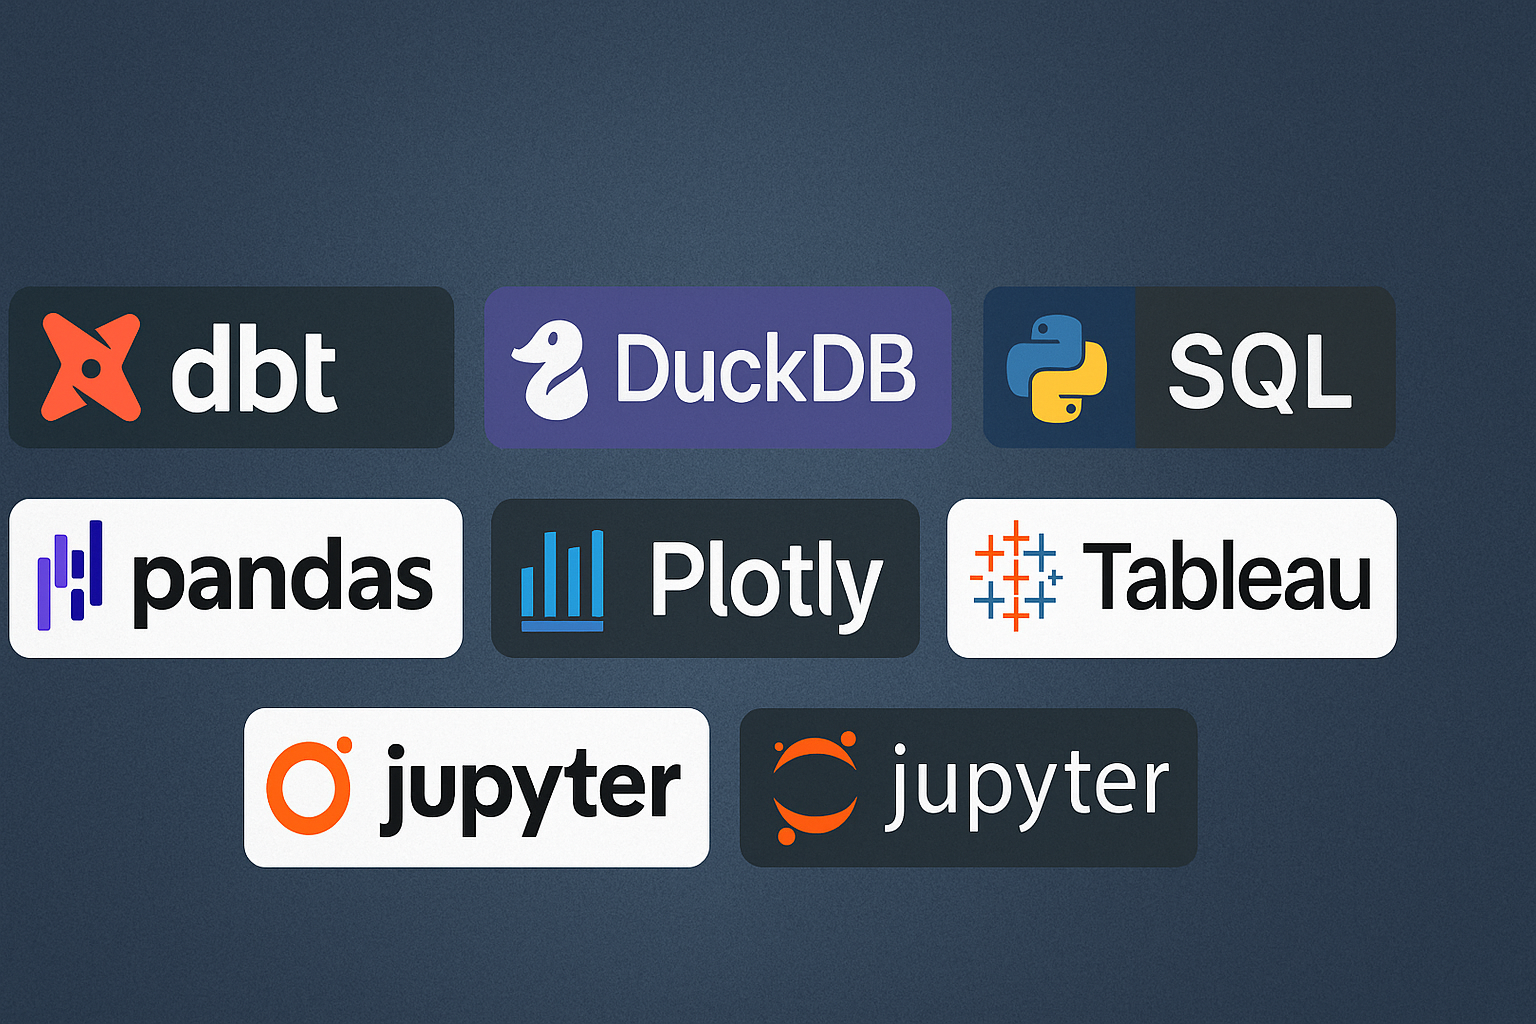 dbt
DuckDB
SQL
pandas
Plotly
Tableau
jupyter
jupyter